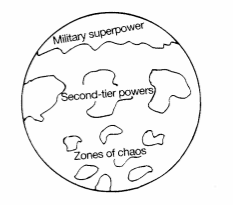 Military superpower
Second-tier powers
Zones of chaos